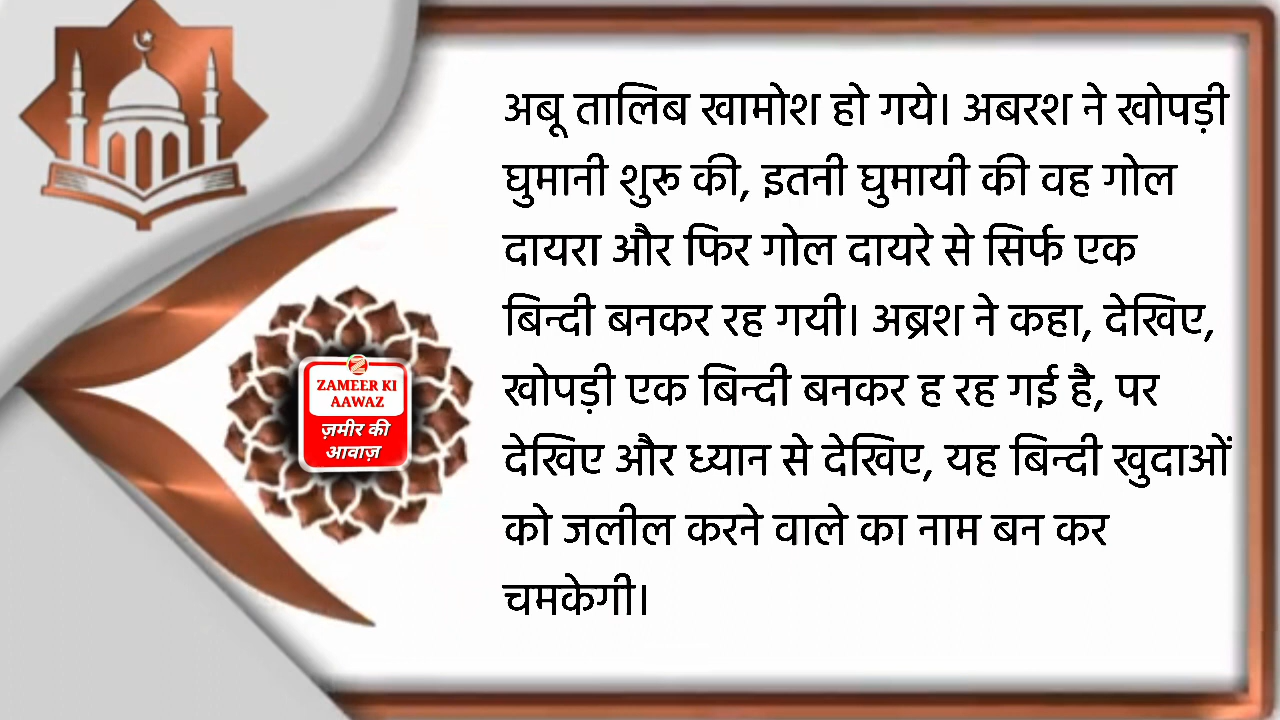 अबू तालिब खामोश हो गये। अबरश ने खोपड़ी
घुमानी शुरू की, इतनी घुमायी की वह गोल
दायरा और फिर गोल दायरे से सिर्फ एक
बिन्दी बनकर रह गयी। अब्रश ने कहा, देखिए,
खोपड़ी एक बिन्दी बनकर ह रह गई है, पर
देखिए और ध्यान से देखिए, यह बिन्दी खुदाओं
को जलील करने वाले का नाम बन कर
चमकेगी।
ZAMEER KI
AAWAZ
ज़मीर की
आवाज़